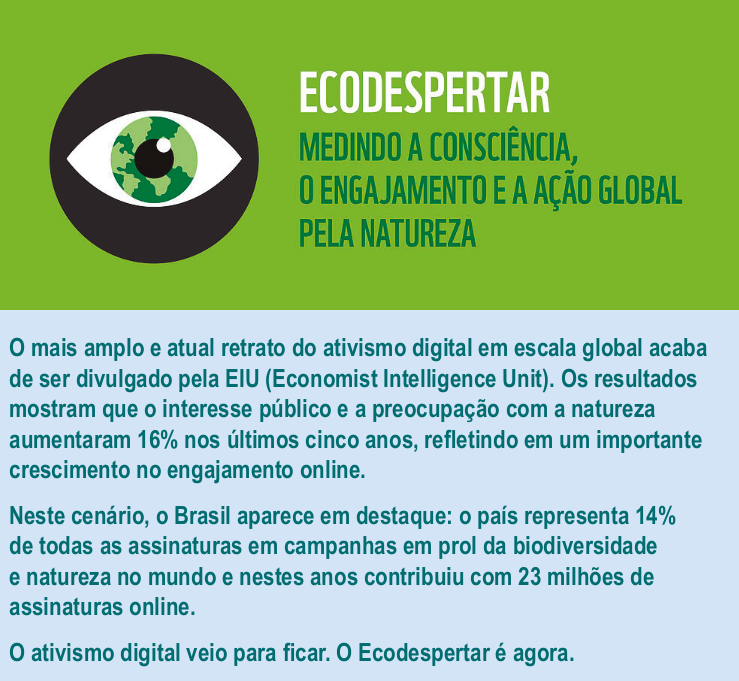 ECODESPERTAR
MEDINDO A CONSCIÊNCIA,
O ENGAJAMENTO E A AÇÃO GLOBAL
PELA NATUREZA
O mais amplo e atual retrato do ativismo digital em escala global acaba
de ser divulgado pela EIU (Economist Intelligence Unit). Os resultados
mostram que o interesse público e a preocupação com a natureza
aumentaram 16% nos últimos cinco anos, refletindo em um importante
crescimento no engajamento online.
Neste cenário, o Brasil aparece em destaque: o país representa 14%
de todas as assinaturas em campanhas em prol da biodiversidade
e natureza no mundo e nestes anos contribuiu com 23 milhões de
assinaturas online.
O ativismo digital veio para ficar. O Ecodespertar é agora.